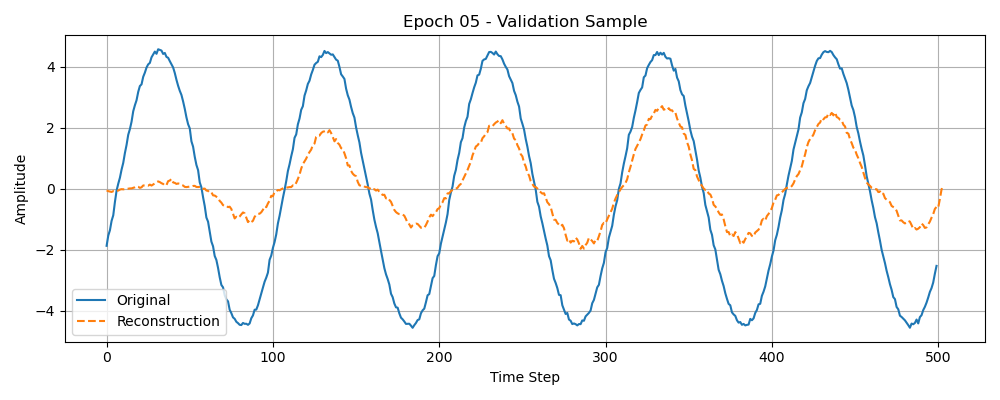 Epoch 05 - Validation Sample
Amplitude
4
2
0
−2
−4
Original
Reconstruction
0
100
200
300
400
500
Time Step